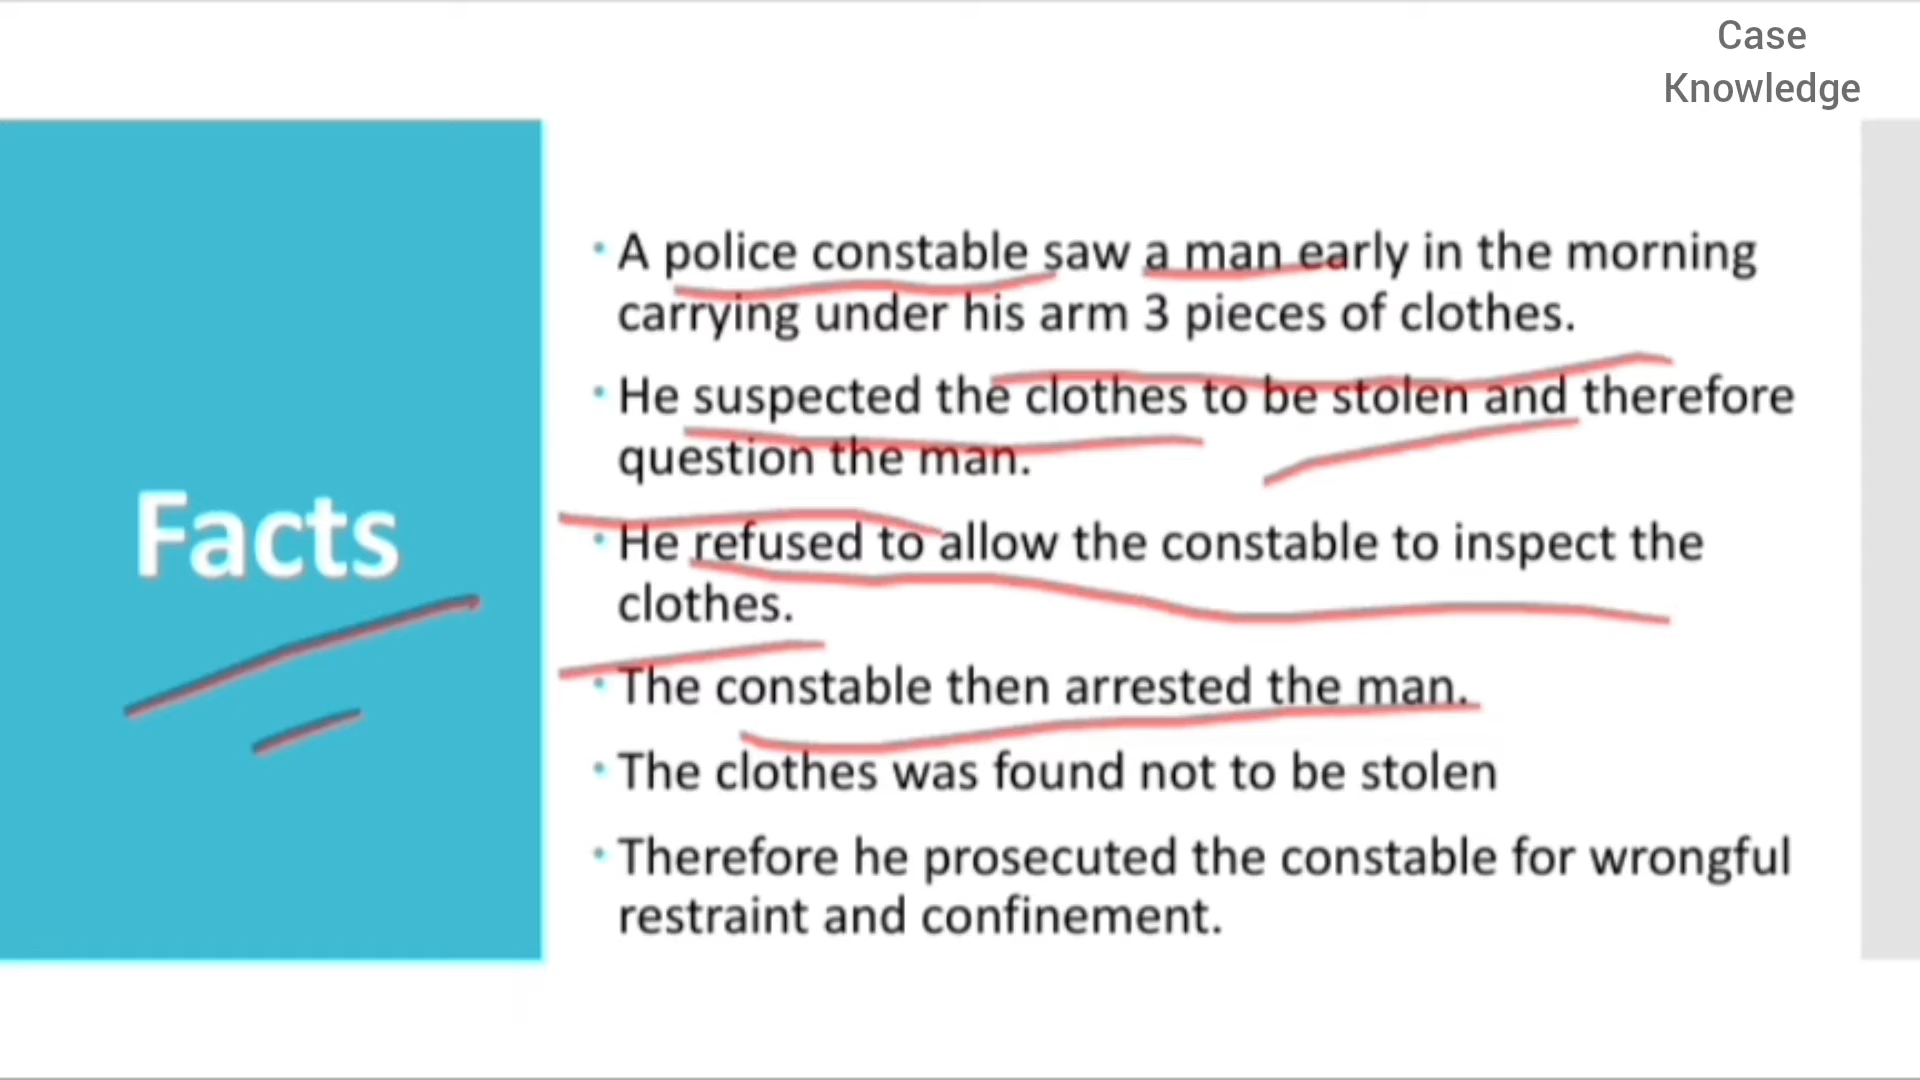 Case
Knowledge
Facts
• A police constable saw a man early in the morning
carrying under his arm 3 pieces of clothes.
• He suspected the clothes to be stolen and therefore
question the man.
• He refused to allow the constable to inspect the
clothes.
• The constable then arrested the man.
• The clothes was found not to be stolen
• Therefore he prosecuted the constable for wrongful
restraint and confinement.